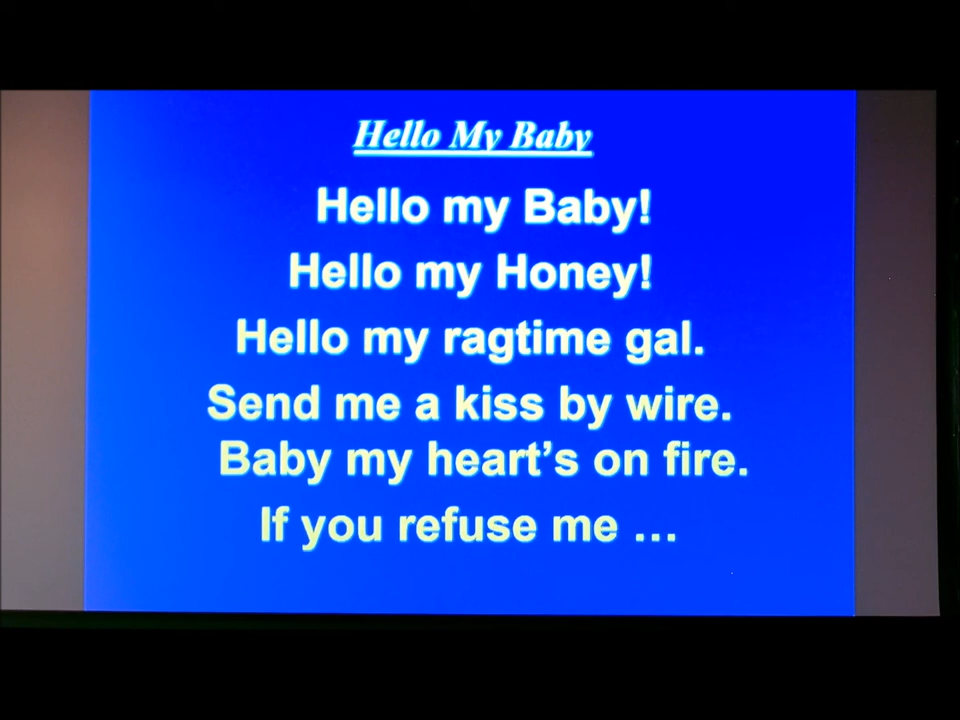 Hello My Baby
Hello my Baby!
Hello my Honey!
Hello my ragtime gal.
Send me a kiss by wire.
Baby my heart’s on fire.
If you refuse me …